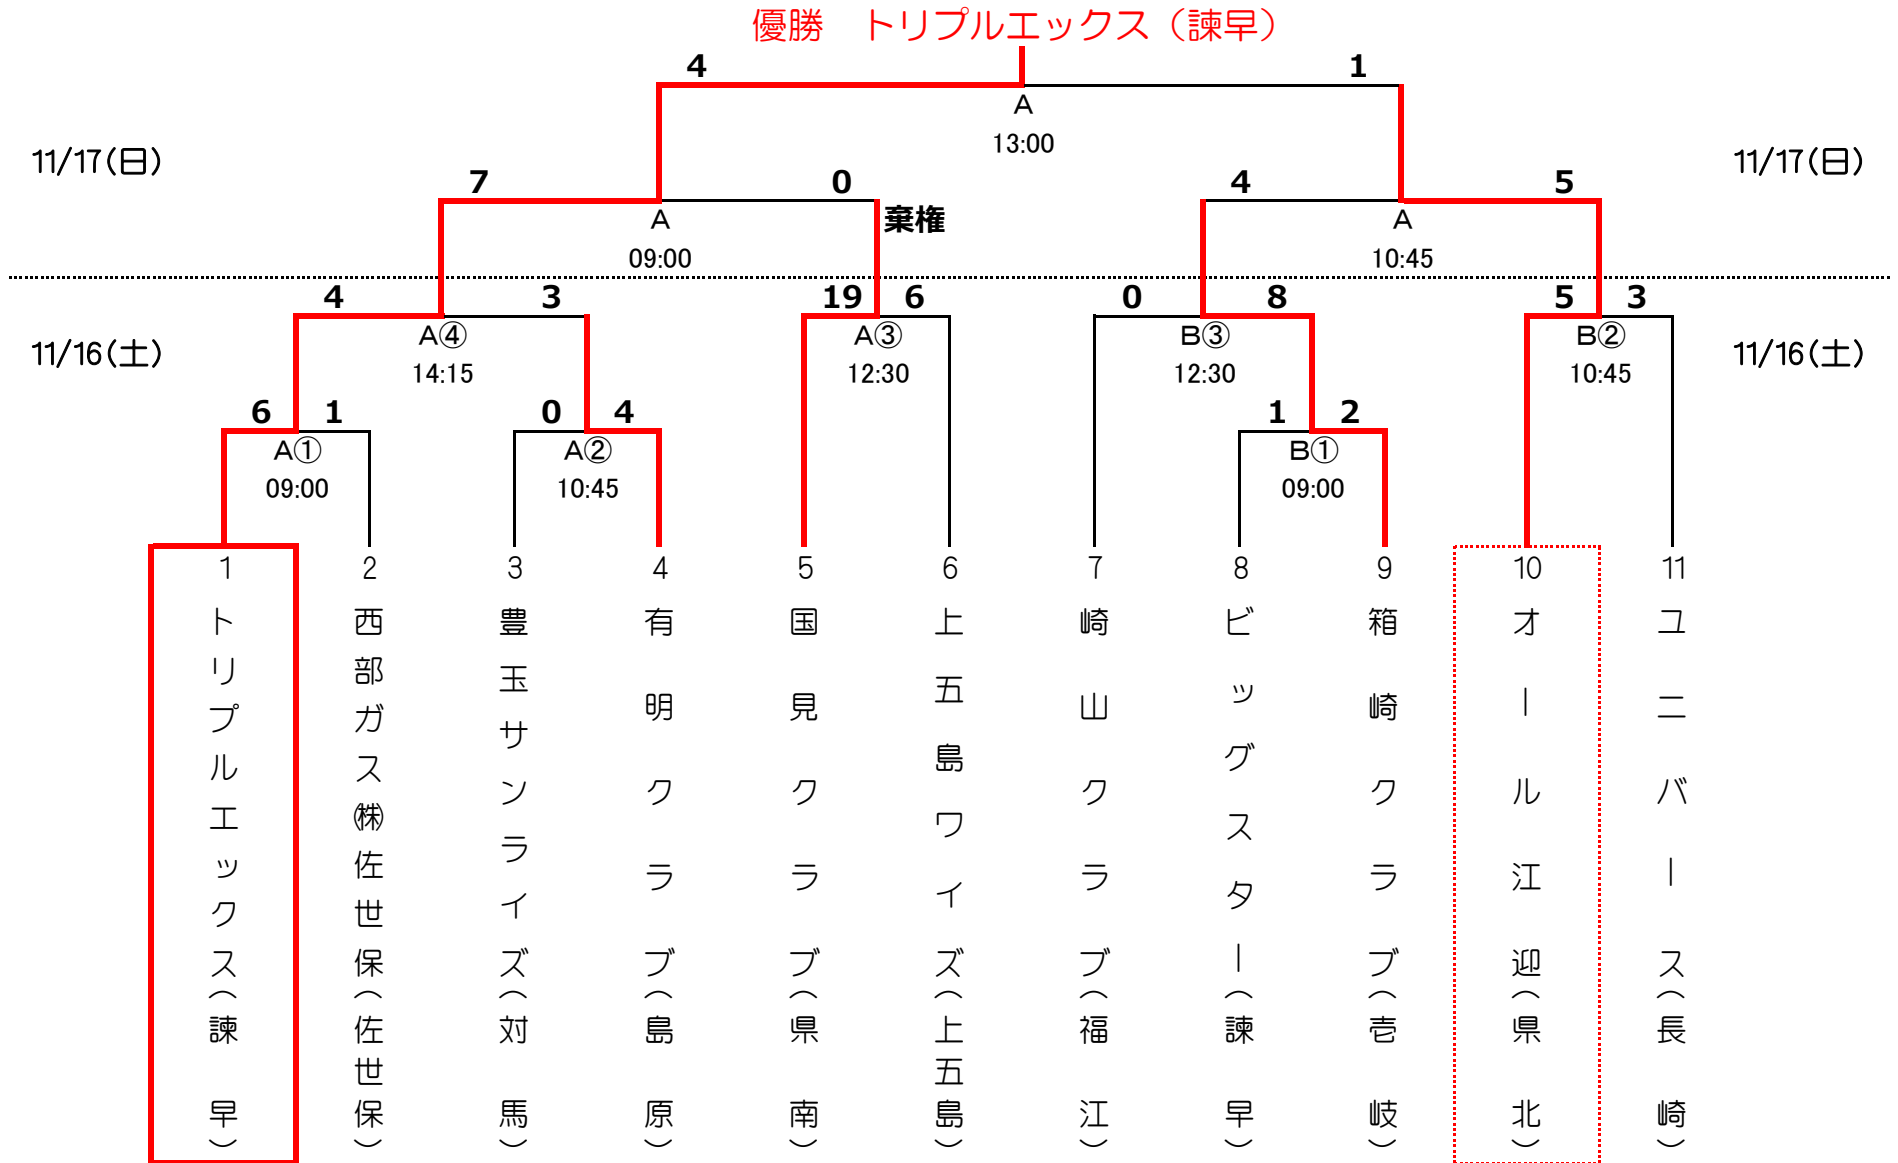 優勝　トリプルエックス（諫早）
4 1
A
13:00
11/17(日) 11/17(日)
7 0 4 5
棄権
A A
09:00 10:45
4 3 19 6 0 8 5 3
A④ A③ B③ B②
11/16(土) 11/16(土)
14:15 12:30 12:30 10:45
6 1 0 4 1 2
A① A② B①
09:00 10:45 09:00
1 2 3 4 5 6 7 8 9 10 11
トリプルエックス(諫早)
西部ガス㈱佐世保(佐世保)
豊玉サンライズ(対馬)
有明クラブ(島原)
国見クラブ(県南)
上五島ワイズ(上五島)
崎山クラブ(福江)
ビッグスター(諫早)
箱崎クラブ(壱岐)
オール江迎(県北)
ユニバース(長崎)